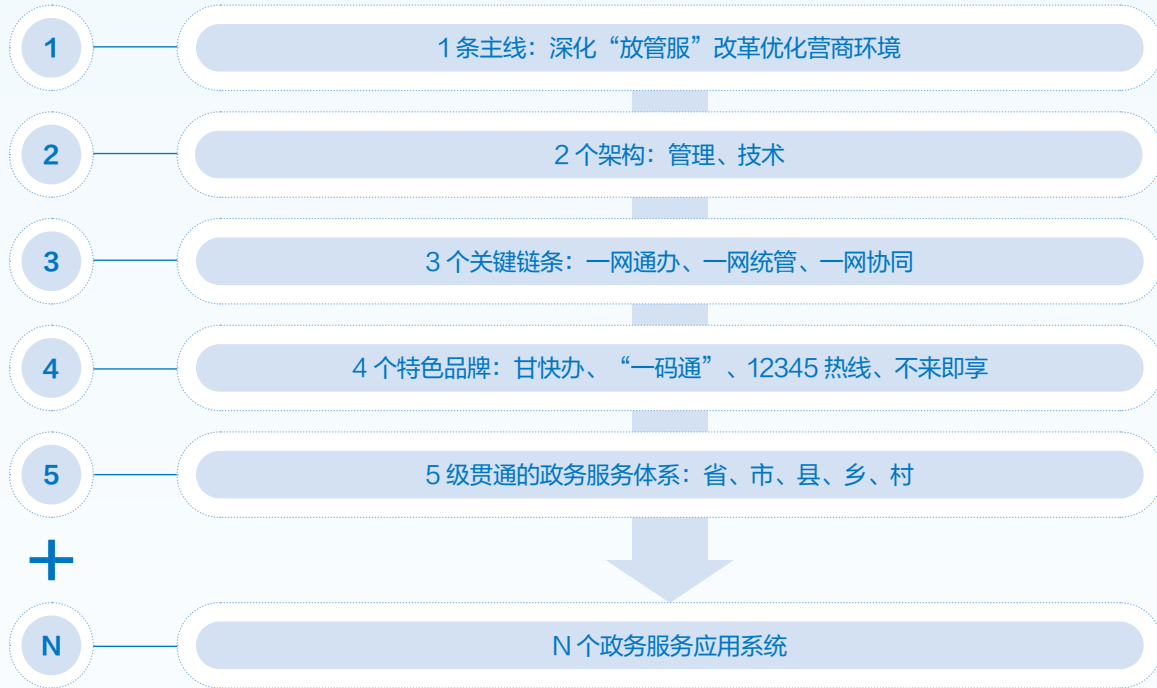 1
1 条主线：深化“放管服”改革优化营商环境
2
2 个架构：管理、技术
3
3 个关键链条：一网通办、一网统管、一网协同
4
4 个特色品牌：甘快办、“一码通”、12345 热线、不来即享
5
5 级贯通的政务服务体系：省、市、县、乡、村
+
N
N 个政务服务应用系统